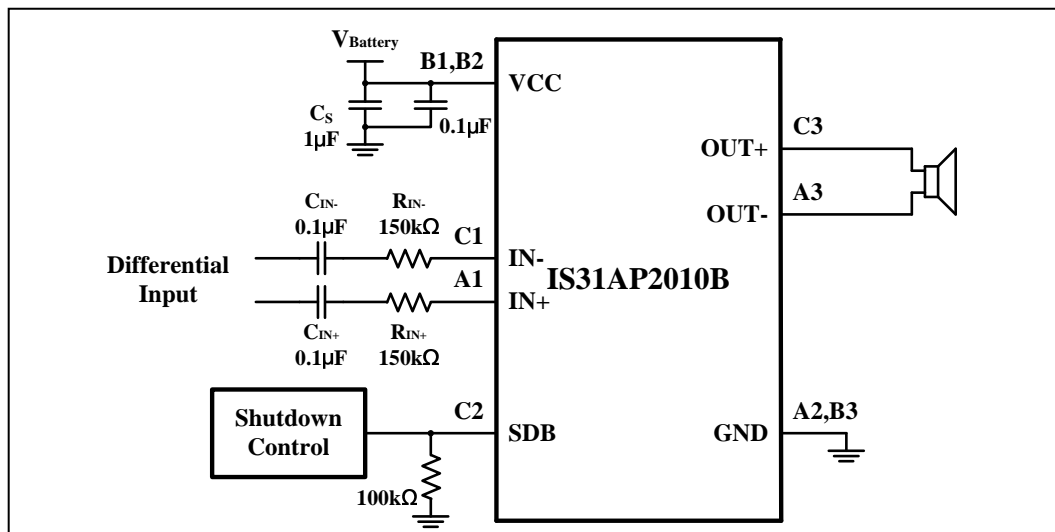 VBattery
B1,B2
VCC
CS
1μF
0.1μF
C3
OUT+
A3
OUT-
CIN-
0.1μF
RIN-
150kΩ
C1
IN-
Differential
Input
A1
IN+
IS31AP2010B
CIN+
0.1μF
RIN+
150kΩ
Shutdown
Control
C2
SDB
A2,B3
GND
100kΩ